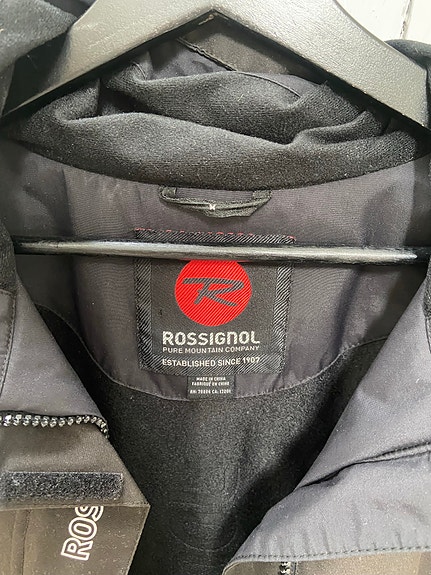 M
R
ROSSIGNOL
PURE MOUNTAIN COMPANY
ESTABLISHED SINCE 1907
MADE IN CHINA
FABRIQUÉ EN CHINE
ROS